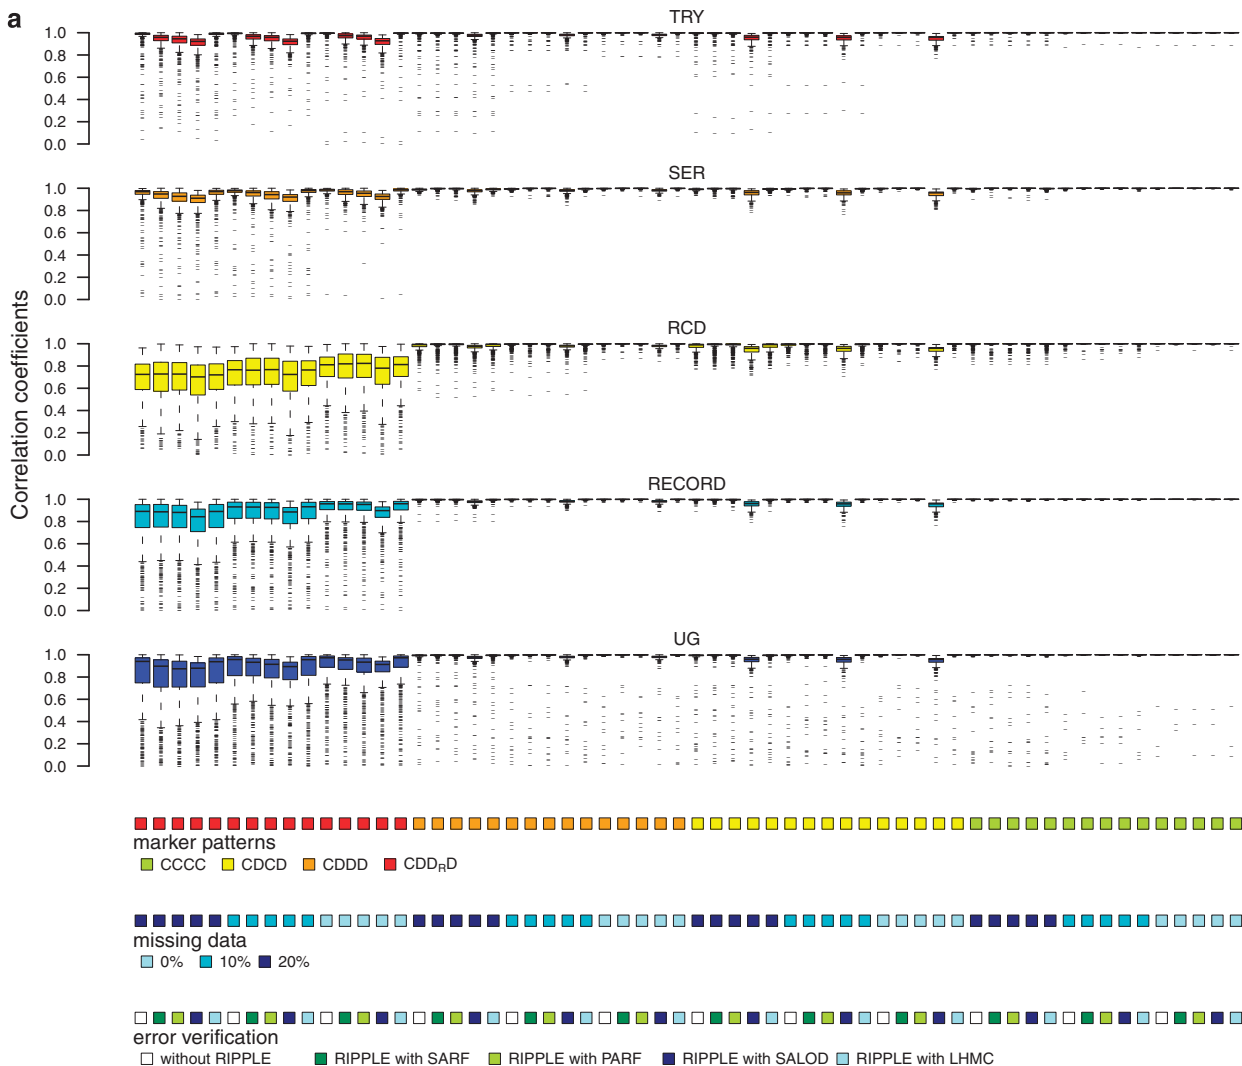 a
TRY
1.0
0.8
0.6
0.4
0.2
0.0
SER
1.0
0.8
0.6
0.4
0.2
0.0
RCD
1.0
0.8
0.6
0.4
0.2
0.0
RECORD
1.0
0.8
0.6
0.4
0.2
0.0
UG
1.0
0.8
0.6
0.4
0.2
0.0
Correlation coefficients
marker patterns
CCCC CDCD CDDD CDD_RD
missing data
0% 10% 20%
error verification
without RIPPLE RIPPLE with SARF RIPPLE with PARF RIPPLE with SALOD RIPPLE with LHMC